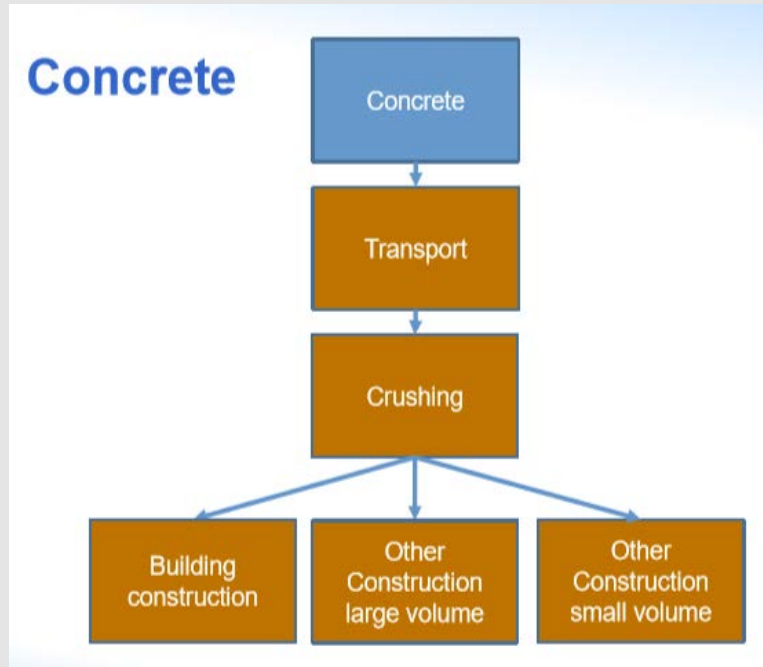 Concrete
Concrete
Transport
Crushing
Building
construction
Other
Construction
large volume
Other
Construction
small volume